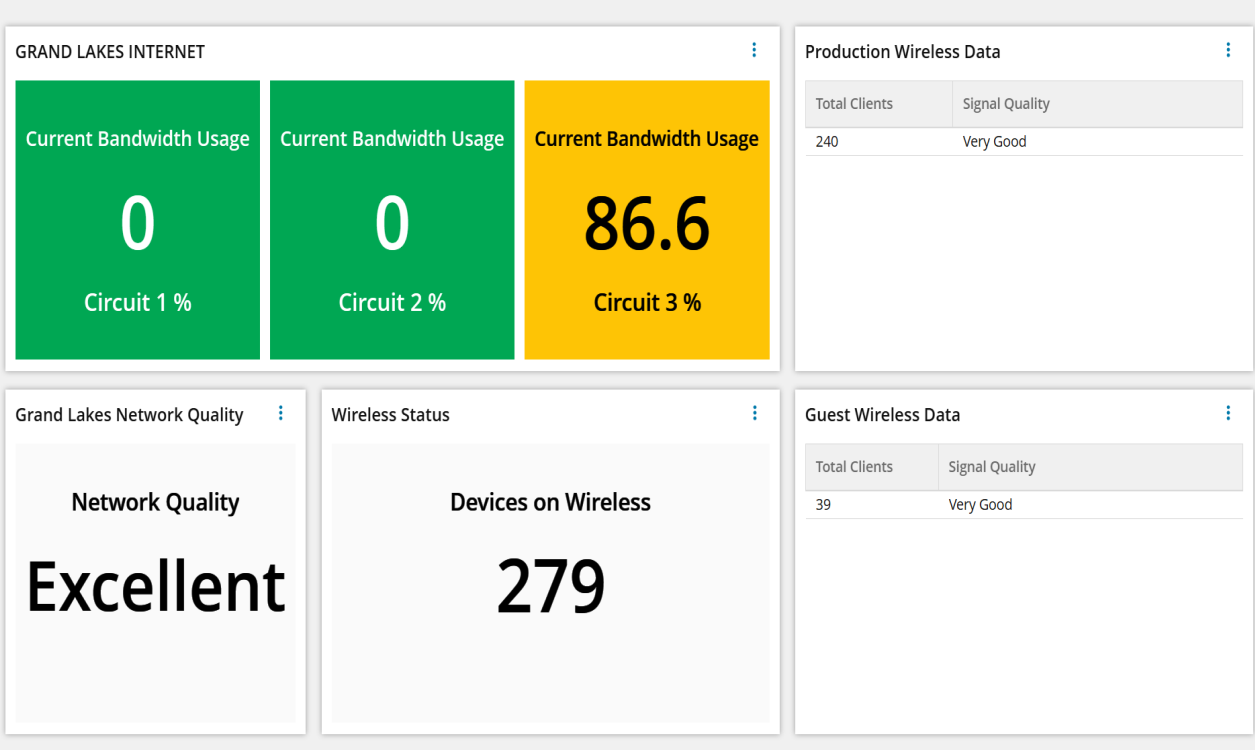 GRAND LAKES INTERNET
Current Bandwidth Usage
0
Circuit 1 %
Current Bandwidth Usage
0
Circuit 2 %
Current Bandwidth Usage
86.6
Circuit 3 %
Production Wireless Data
Total Clients Signal Quality
240 Very Good
Grand Lakes Network Quality
Network Quality
Excellent
Wireless Status
Devices on Wireless
279
Guest Wireless Data
Total Clients Signal Quality
39 Very Good